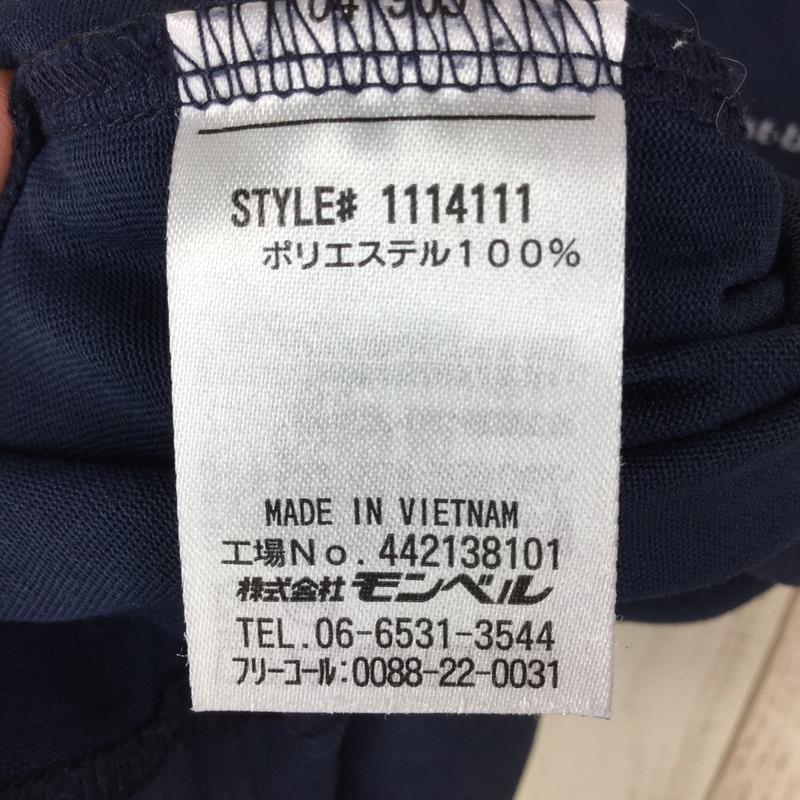 STYLE# 1114111
ポリエステル100%
MADE IN VIETNAM
工場No.442138101
株式会社モンベル
TEL.06-6531-3544
フリーコール:0088-22-0031